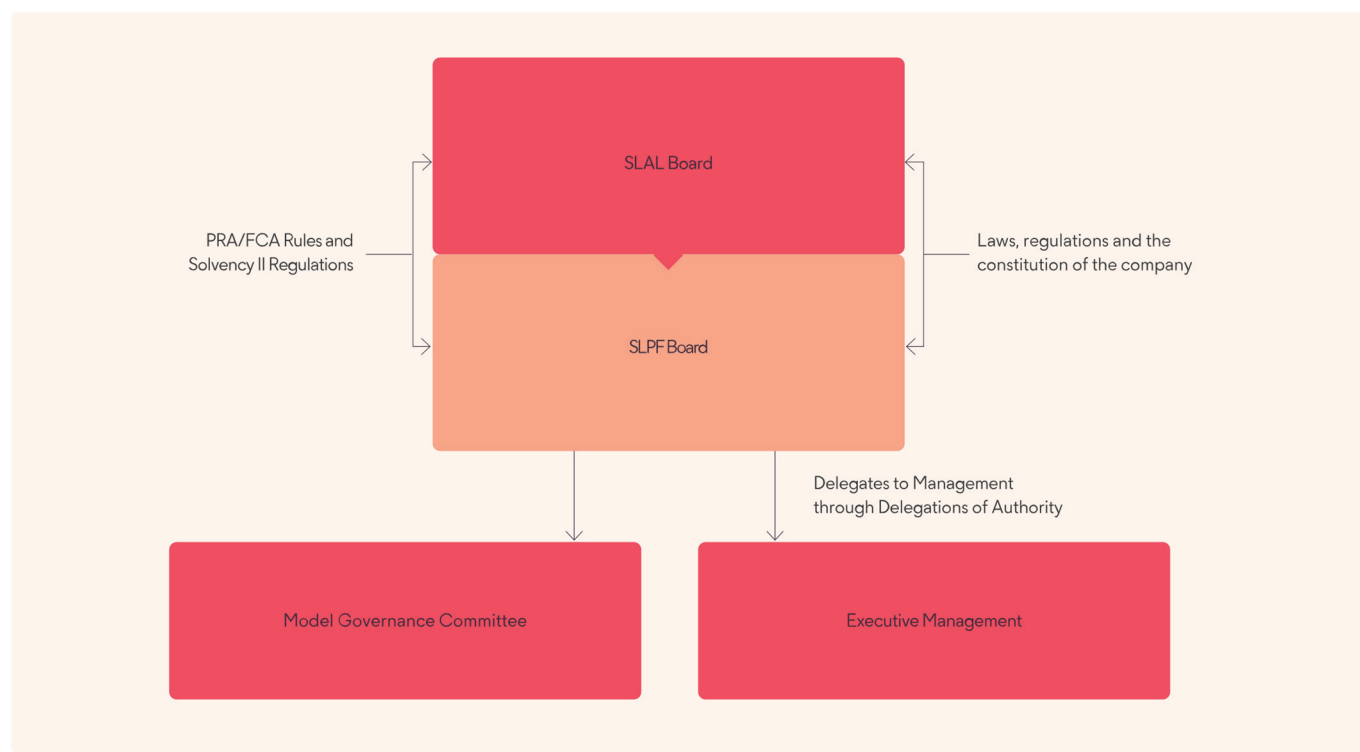 SLAL Board
PRA/FCA Rules and
Solvency II Regulations
Laws, regulations and the
constitution of the company
SLPF Board
Delegates to Management
through Delegations of Authority
Model Governance Committee
Executive Management